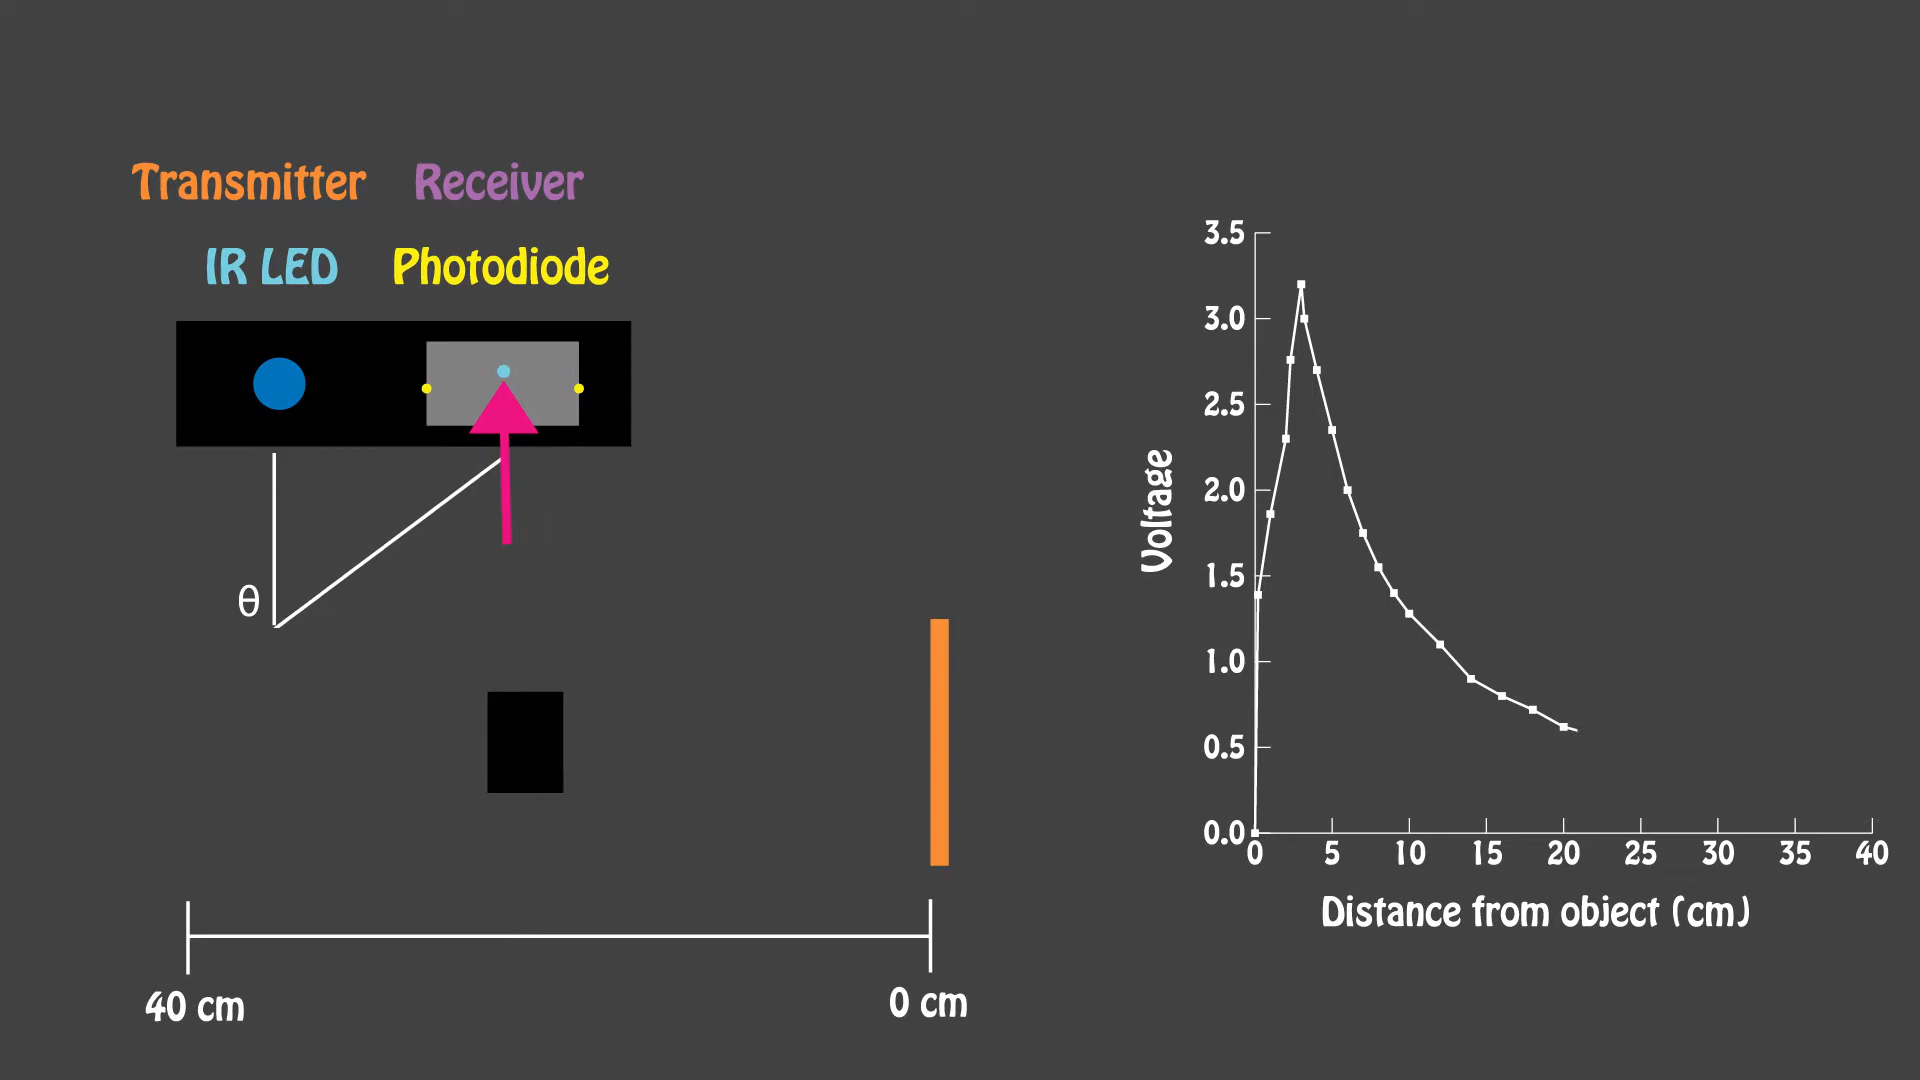 Transmitter Receiver
IR LED Photodiode
θ
40 cm
0 cm
Voltage
3.5
3.0
2.5
2.0
1.5
1.0
0.5
0.0
0 5 10 15 20 25 30 35 40
Distance from object (cm)